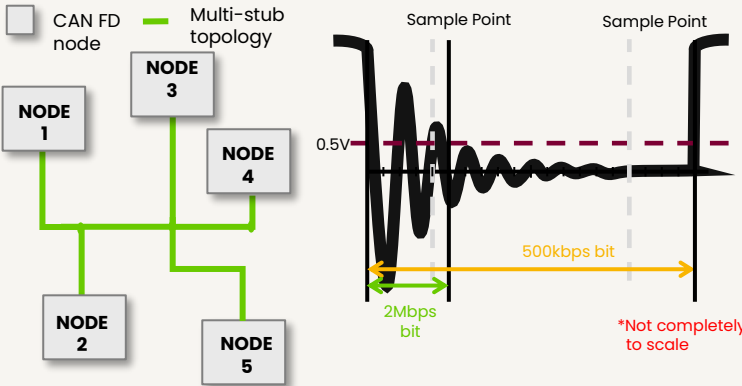 CAN FD
node
Multi-stub
topology
NODE
1
NODE
3
NODE
4
NODE
2
NODE
5
Sample Point
Sample Point
0.5V
500kbps bit
2Mbps
bit
*Not completely
to scale